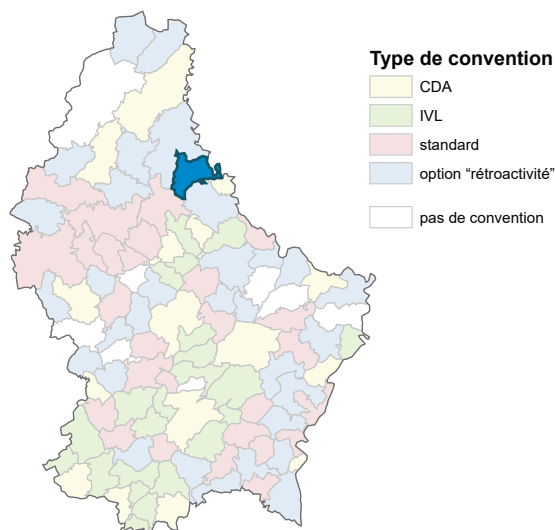 Type de convention
CDA
IVL
standard
option “rétroactivité”
pas de convention